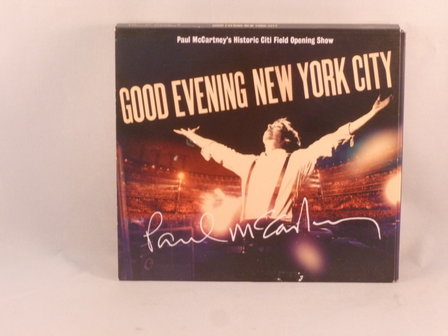 Paul McCartney's Historic Citi Field Opening Show
GOOD EVENING NEW YORK CITY
Paul McCartney